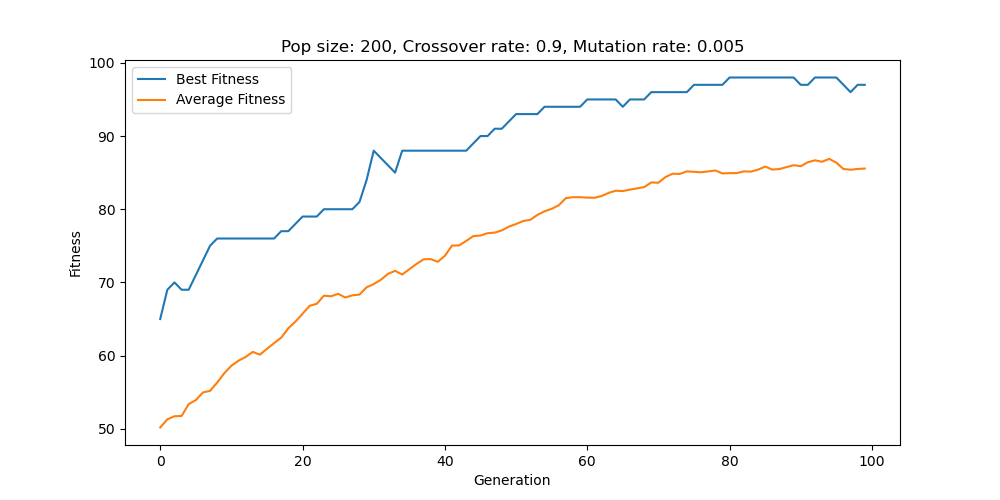 Pop size: 200, Crossover rate: 0.9, Mutation rate: 0.005
Best Fitness
Average Fitness
100
90
80
70
60
50
Fitness
0 20 40 60 80 100
Generation